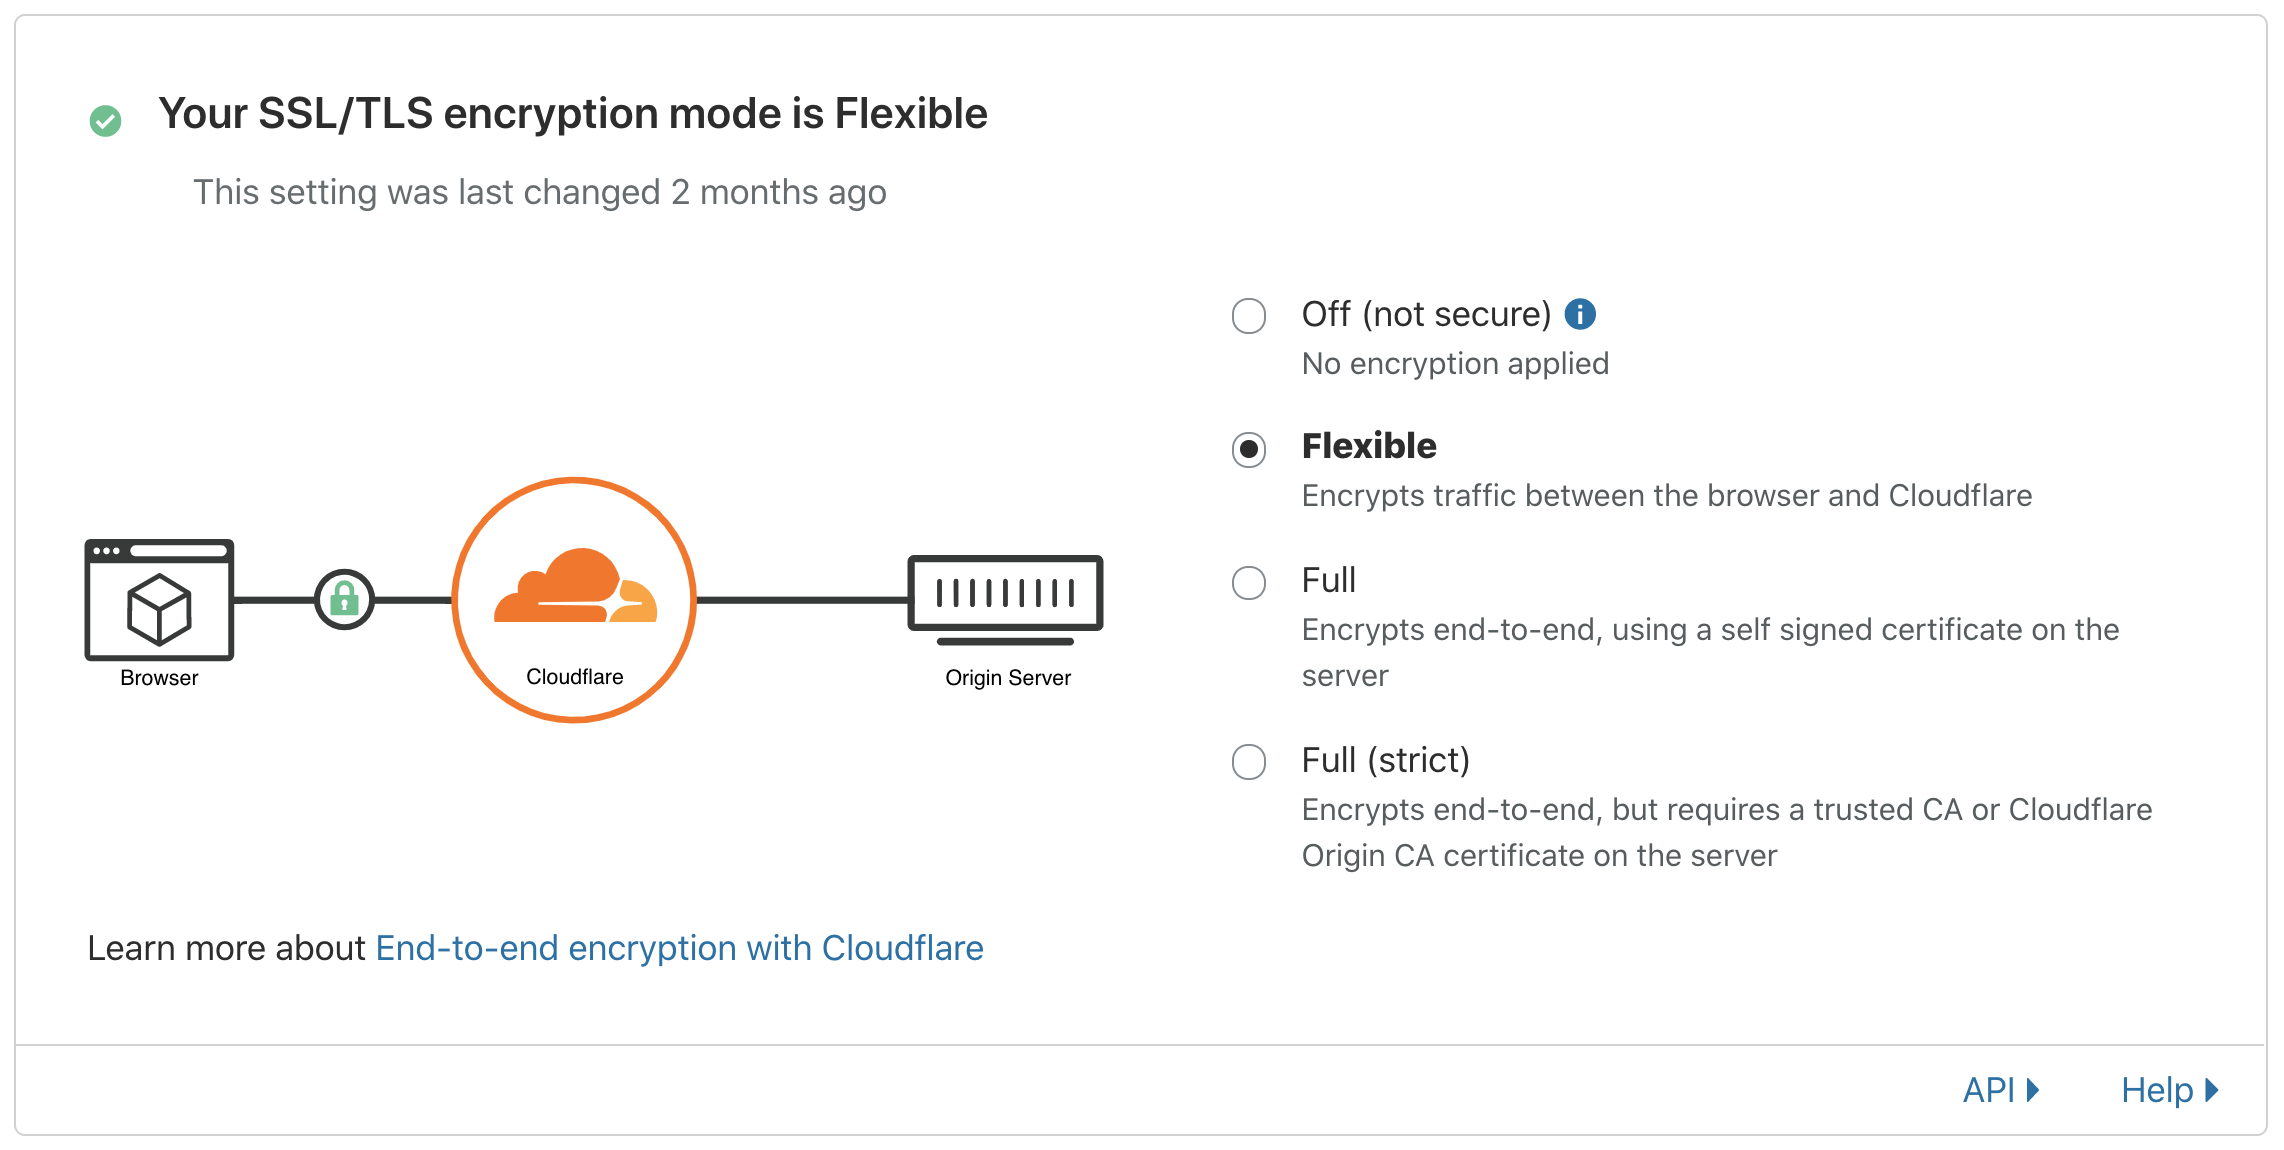 Your SSL/TLS encryption mode is Flexible
This setting was last changed 2 months ago
Off (not secure)
No encryption applied
Flexible
Encrypts traffic between the browser and Cloudflare
Full
Encrypts end-to-end, using a self signed certificate on the
server
Full (strict)
Encrypts end-to-end, but requires a trusted CA or Cloudflare
Origin CA certificate on the server
Browser
Cloudflare
Origin Server
Learn more about End-to-end encryption with Cloudflare
API
Help